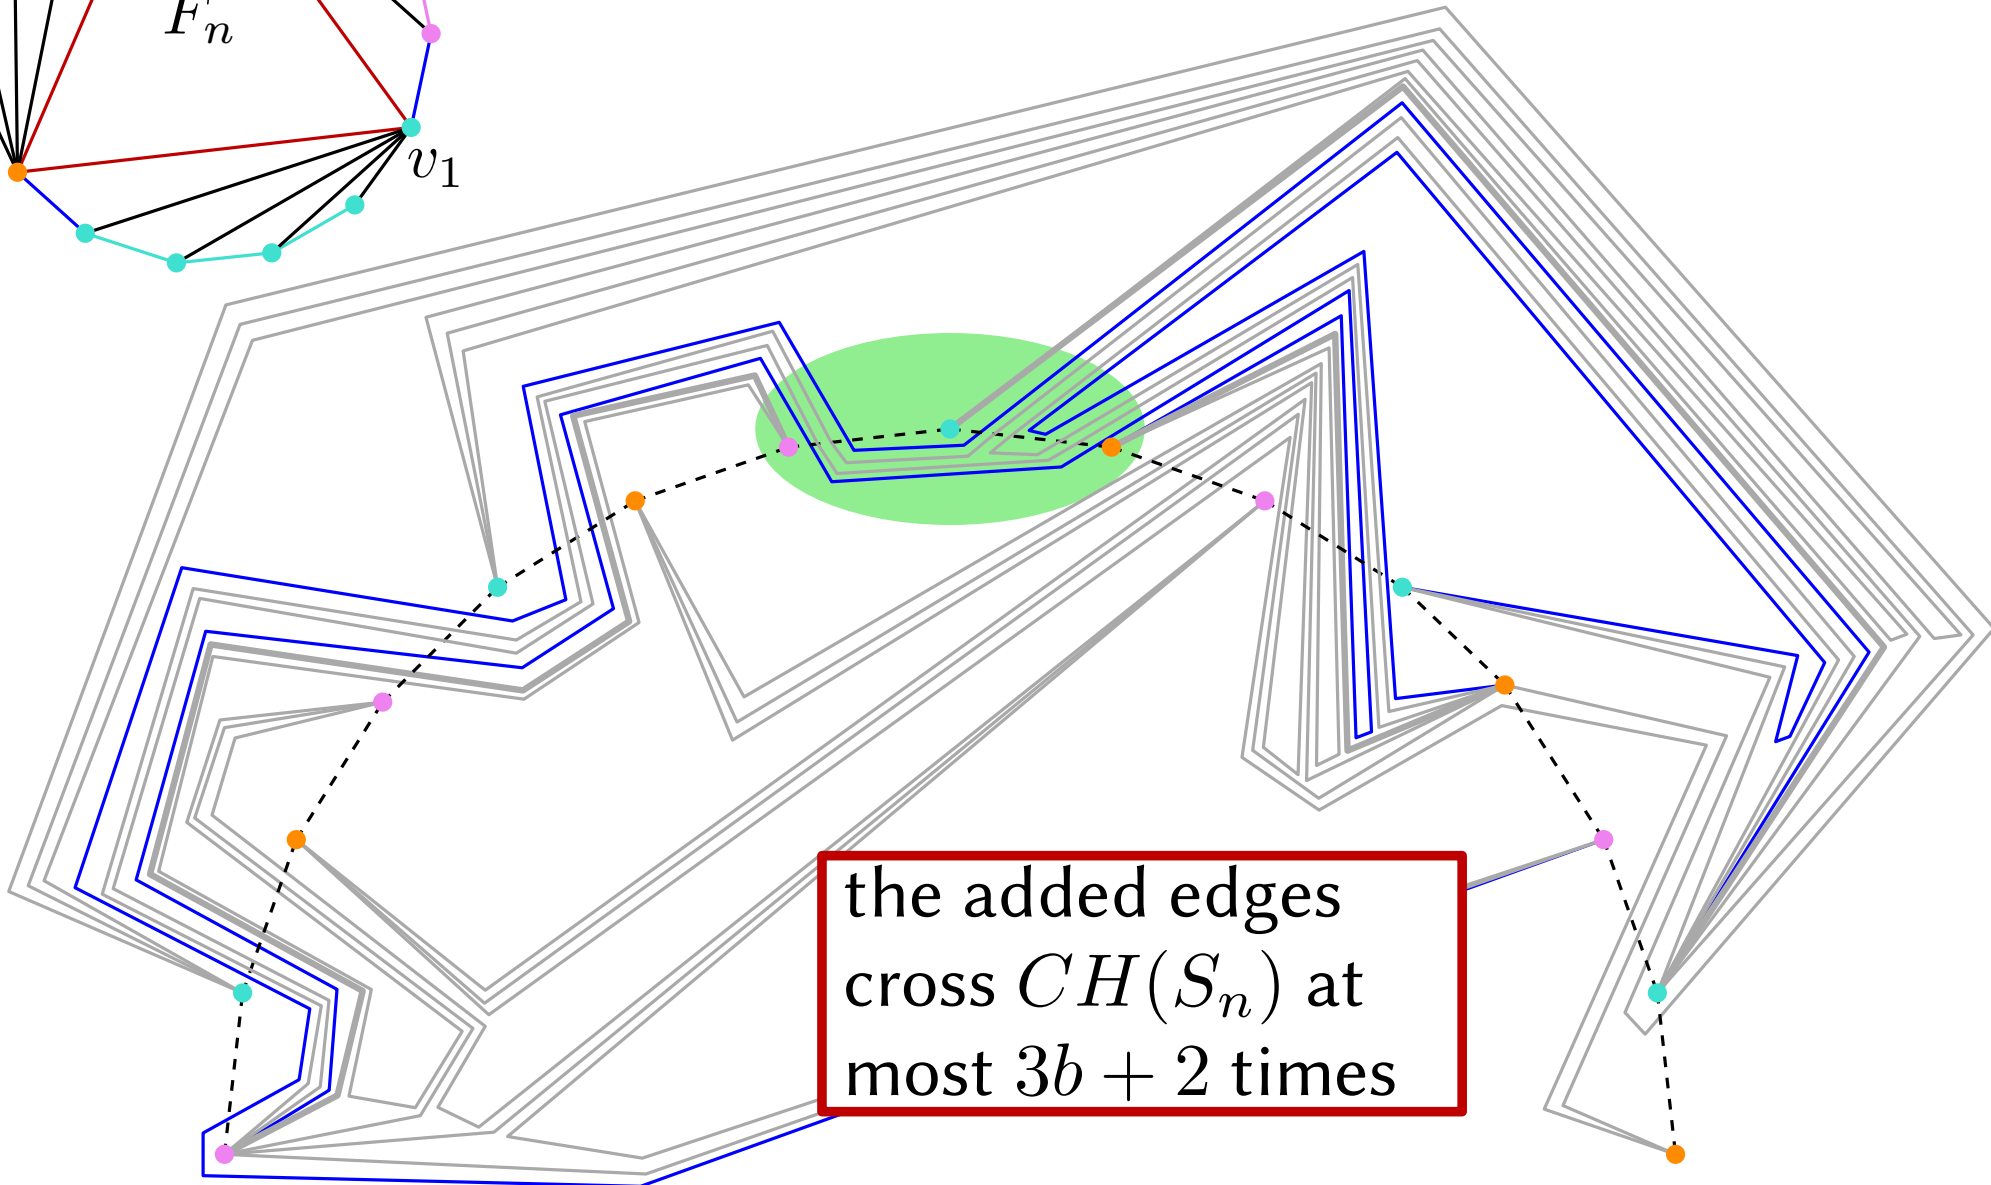 F_n
v_1
the added edges
cross CH(S_n) at
most 3b + 2 times